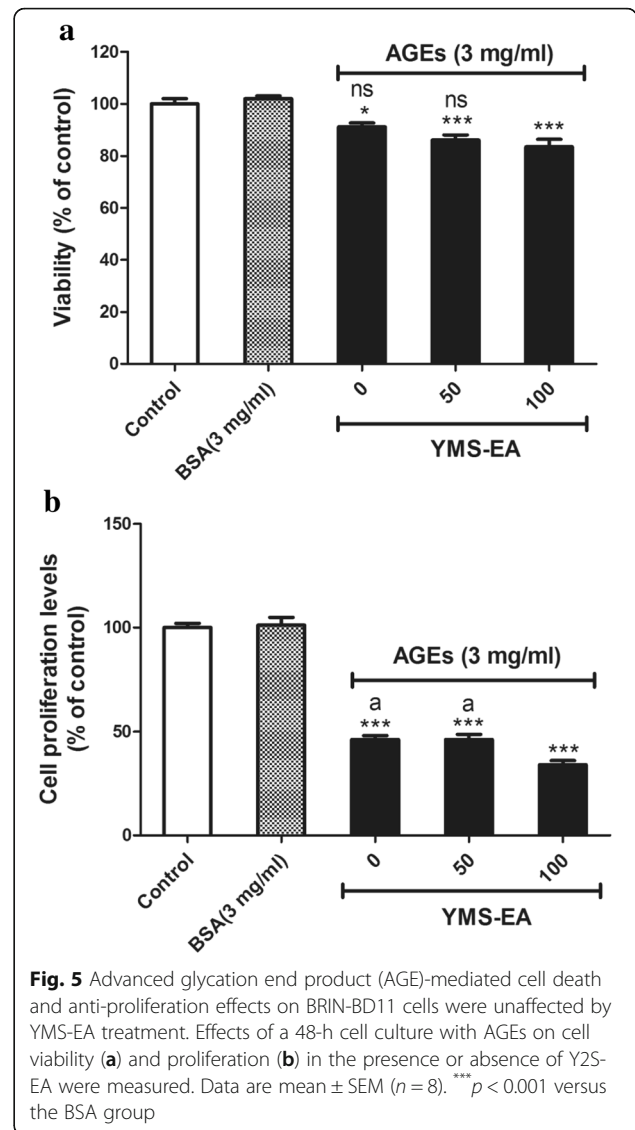 a
AGEs (3 mg/ml)
120
100
80
60
40
20
0
Viability (% of control)
ns
*
ns
***
***
Control
BSA(3 mg/ml)
0
50
100
YMS-EA
b
150
100
50
0
Cell proliferation levels
(% of control)
AGEs (3 mg/ml)
a
***
a
***
***
Control
BSA(3 mg/ml)
0
50
100
YMS-EA
Fig. 5 Advanced glycation end product (AGE)-mediated cell death
and anti-proliferation effects on BRIN-BD11 cells were unaffected by
YMS-EA treatment. Effects of a 48-h cell culture with AGEs on cell
viability (a) and proliferation (b) in the presence or absence of Y2S-
EA were measured. Data are mean ± SEM (n = 8). ***p < 0.001 versus
the BSA group